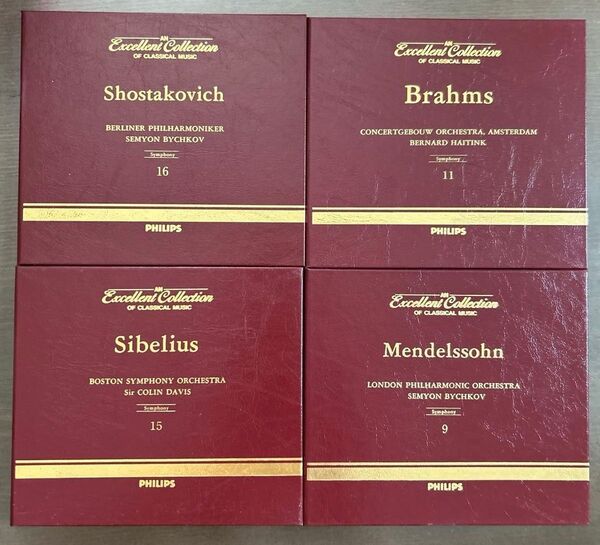 AN
Excellent Collection
OF CLASSICAL MUSIC
Shostakovich
BERLINER PHILHARMONIKER
SEMYON BYCHKOV
Symphony
16
PHILIPS
AN
Excellent Collection
OF CLASSICAL MUSIC
Brahms
CONCERTGEBOUW ORCHESTRA, AMSTERDAM
BERNARD HAITINK
Symphony
11
PHILIPS
AN
Excellent Collection
OF CLASSICAL MUSIC
Sibelius
BOSTON SYMPHONY ORCHESTRA
Sir COLIN DAVIS
Symphony
15
PHILIPS
AN
Excellent Collection
OF CLASSICAL MUSIC
Mendelssohn
LONDON PHILHARMONIC ORCHESTRA
SEMYON BYCHKOV
Symphony
9
PHILIPS